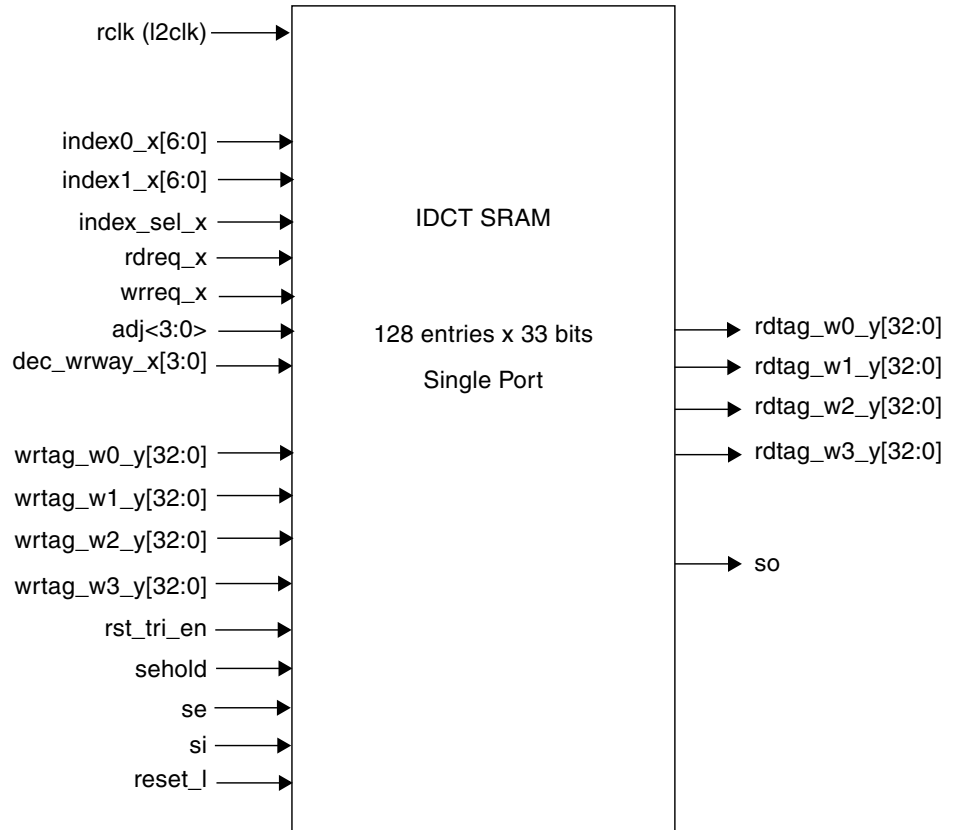 rclk (l2clk)
index0_x[6:0]
index1_x[6:0]
index_sel_x
rdreq_x
wrreq_x
adj<3:0>
dec_wrway_x[3:0]
wrtag_w0_y[32:0]
wrtag_w1_y[32:0]
wrtag_w2_y[32:0]
wrtag_w3_y[32:0]
rst_tri_en
sehold
se
si
reset_l
IDCT SRAM
128 entries x 33 bits
Single Port
rdtag_w0_y[32:0]
rdtag_w1_y[32:0]
rdtag_w2_y[32:0]
rdtag_w3_y[32:0]
so